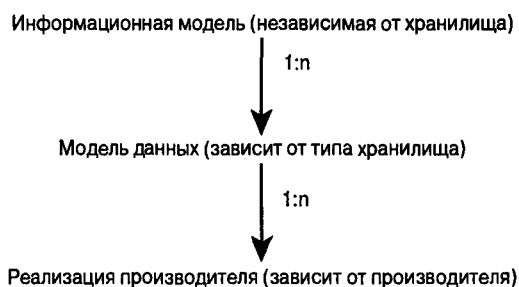 Информационная модель (независимая от хранилища)
1:n
Модель данных (зависит от типа хранилища)
1:n
Реализация производителя (зависит от производителя)